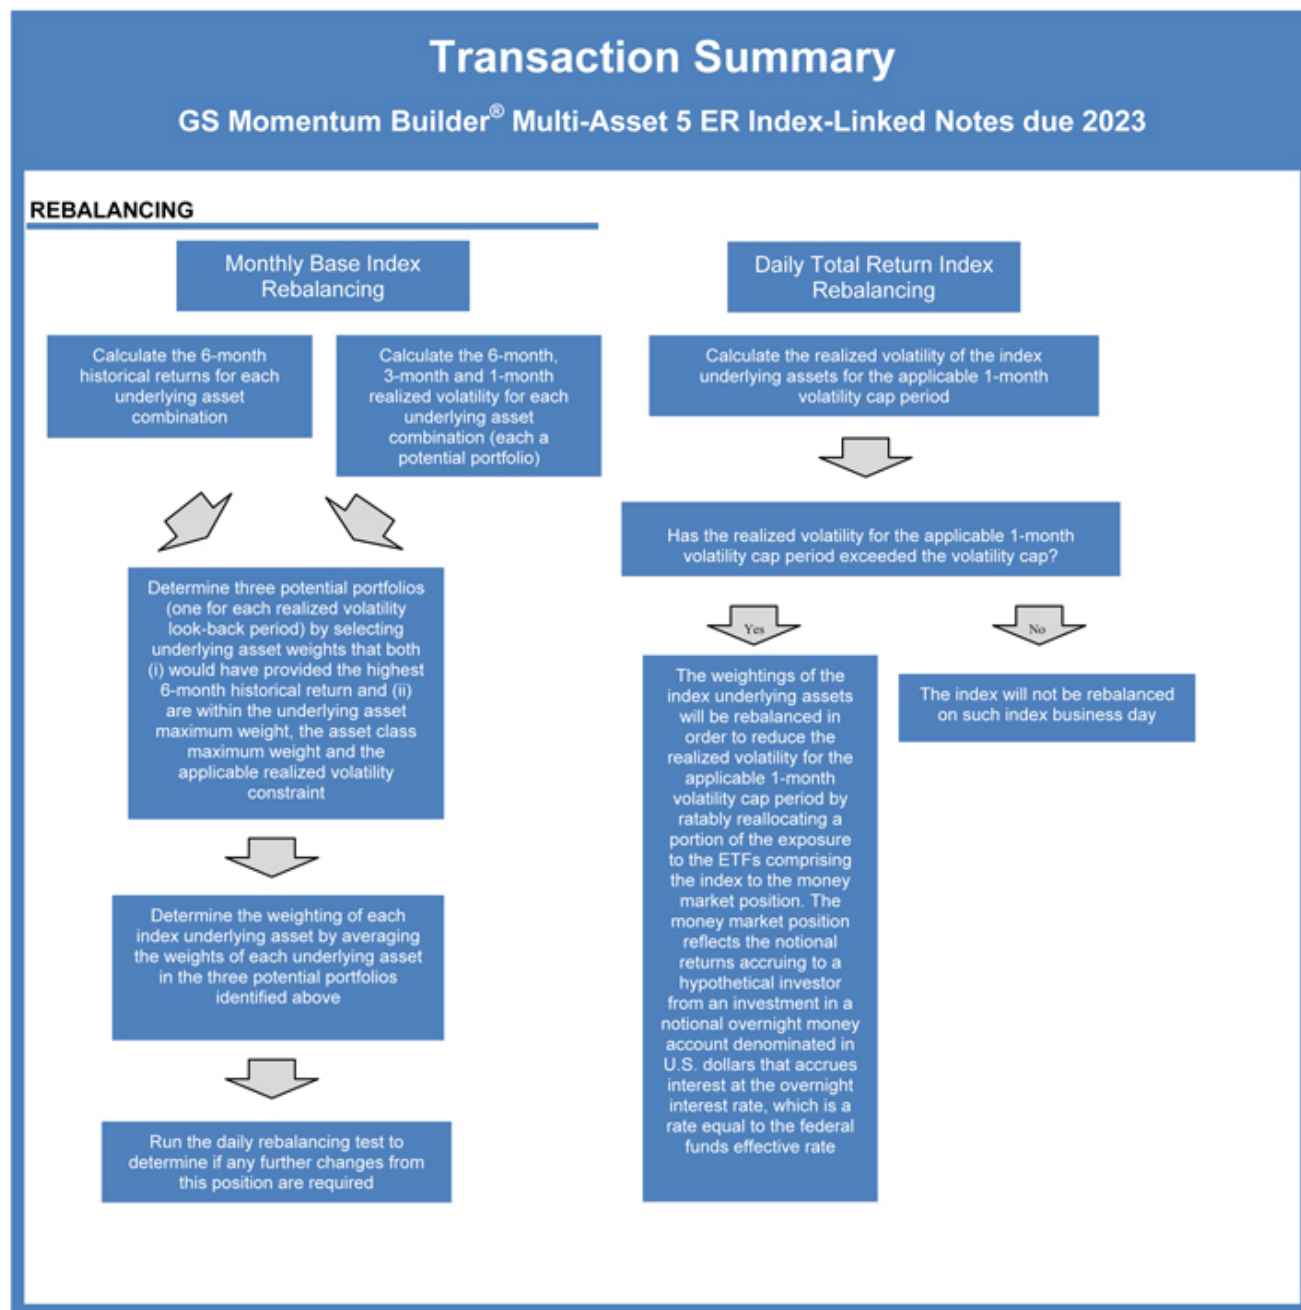 Transaction Summary
GS Momentum Builder® Multi-Asset 5 ER Index-Linked Notes due 2023
REBALANCING
Monthly Base Index
Rebalancing
Calculate the 6-month
historical returns for each
underlying asset
combination
Calculate the 6-month,
3-month and 1-month
realized volatility for each
underlying asset
combination (each a
potential portfolio)
Determine three potential portfolios
(one for each realized volatility
look-back period) by selecting
underlying asset weights that both
(i) would have provided the highest
6-month historical return and (ii)
are within the underlying asset
maximum weight, the asset class
maximum weight and the
applicable realized volatility
constraint
Determine the weighting of each
index underlying asset by averaging
the weights of each underlying asset
in the three potential portfolios
identified above
Run the daily rebalancing test to
determine if any further changes from
this position are required
Daily Total Return Index
Rebalancing
Calculate the realized volatility of the index
underlying assets for the applicable 1-month
volatility cap period
Has the realized volatility for the applicable 1-month
volatility cap period exceeded the volatility cap?
Yes
The weightings of the
index underlying assets
will be rebalanced in
order to reduce the
realized volatility for the
applicable 1-month
volatility cap period by
ratably reallocating a
portion of the exposure
to the ETFs comprising
the index to the money
market position. The
money market position
reflects the notional
returns accruing to a
hypothetical investor
from an investment in a
notional overnight money
account denominated in
U.S. dollars that accrues
interest at the overnight
interest rate, which is a
rate equal to the federal
funds effective rate
No
The index will not be rebalanced
on such index business day